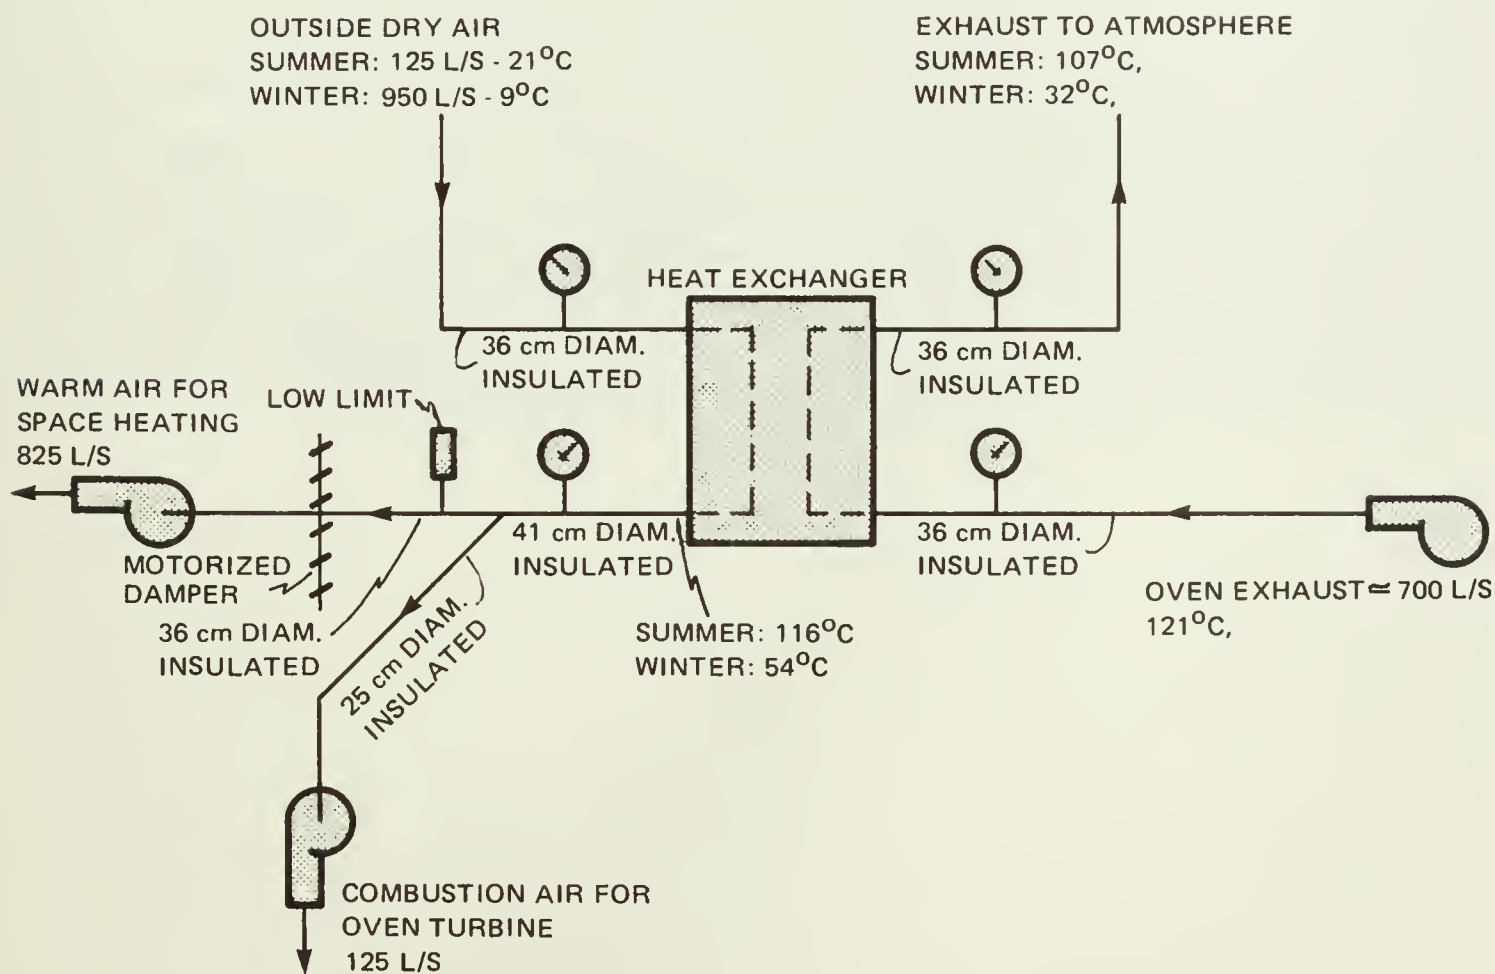 OUTSIDE DRY AIR
SUMMER: 125 L/S - 21°C
WINTER: 950 L/S - 9°C
EXHAUST TO ATMOSPHERE
SUMMER: 107°C,
WINTER: 32°C,
HEAT EXCHANGER
36 cm DIAM.
INSULATED
36 cm DIAM.
INSULATED
WARM AIR FOR
SPACE HEATING
825 L/S
LOW LIMIT
MOTORIZED
DAMPER
41 cm DIAM.
INSULATED
36 cm DIAM.
INSULATED
OVEN EXHAUST ≃ 700 L/S
121°C,
36 cm DIAM.
INSULATED
25 cm DIAM.
INSULATED
SUMMER: 116°C
WINTER: 54°C
COMBUSTION AIR FOR
OVEN TURBINE
125 L/S